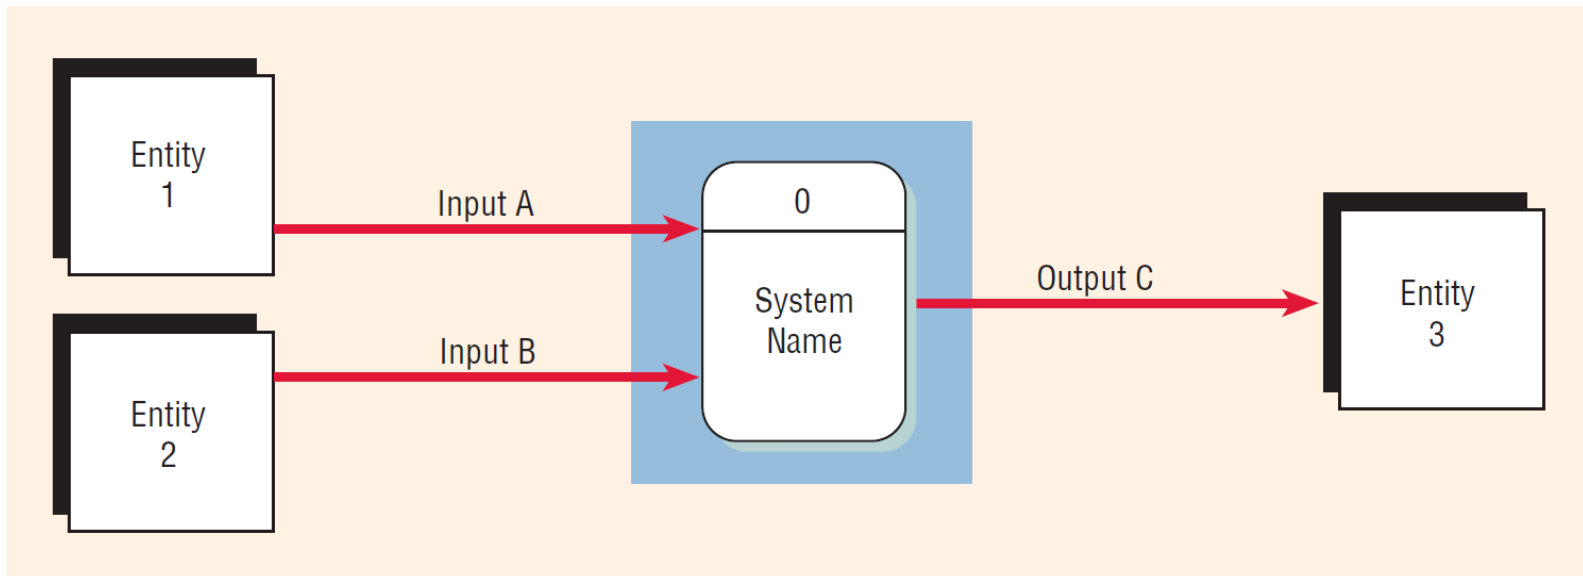 Entity
1
Input A
0
System
Name
Output C
Entity
3
Input B
Entity
2